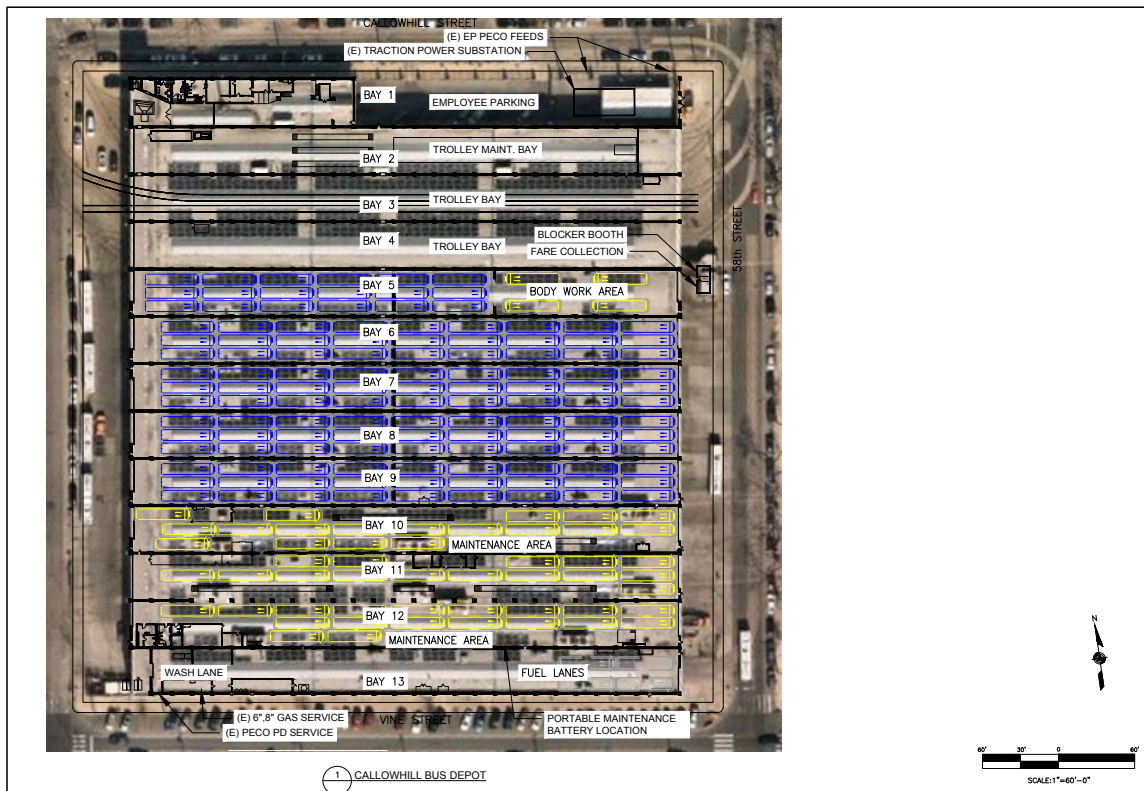 CALLOWHILL STREET
(E) EP PECO FEEDS
(E) TRACTION POWER SUBSTATION
BAY 1
EMPLOYEE PARKING
TROLLEY MAINT. BAY
BAY 2
TROLLEY BAY
BAY 3
BAY 4
TROLLEY BAY
BLOCKER BOOTH
FARE COLLECTION
58th STREET
BAY 5
BODY WORK AREA
BAY 6
BAY 7
BAY 8
BAY 9
BAY 10
MAINTENANCE AREA
BAY 11
BAY 12
MAINTENANCE AREA
WASH LANE
FUEL LANES
BAY 13
(E) 6",8" GAS SERVICE
VINE STREET
(E) PECO PD SERVICE
PORTABLE MAINTENANCE
BATTERY LOCATION
N
60' 30' 0 60'
SCALE:1"=60'-0"
1 CALLOWHILL BUS DEPOT